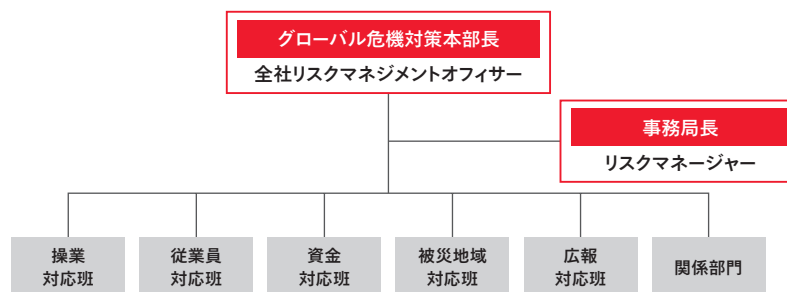 グローバル危機対策本部長
全社リスクマネジメントオフィサー
事務局長
リスクマネージャー
操業
対応班
従業員
対応班
資金
対応班
被災地域
対応班
広報
対応班
関係部門